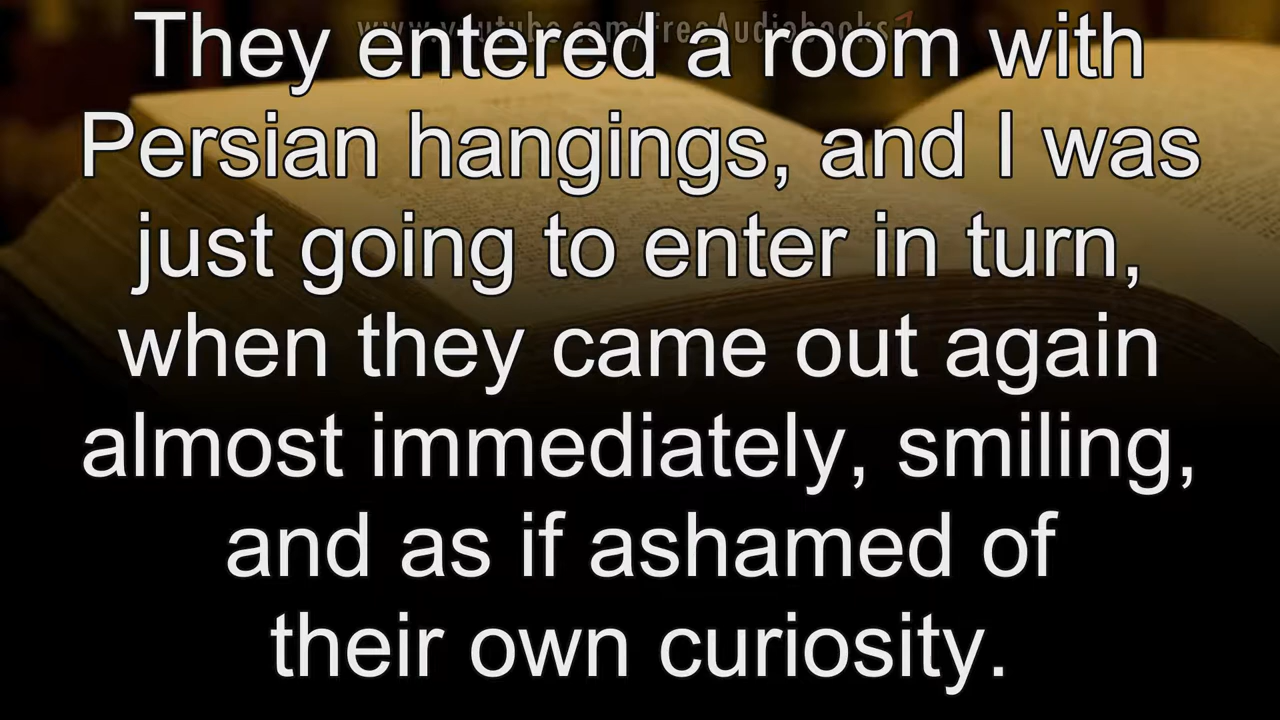 www.youtube.com/FreeAudiobooks
They entered a room with
Persian hangings, and I was
just going to enter in turn,
when they came out again
almost immediately, smiling,
and as if ashamed of
their own curiosity.